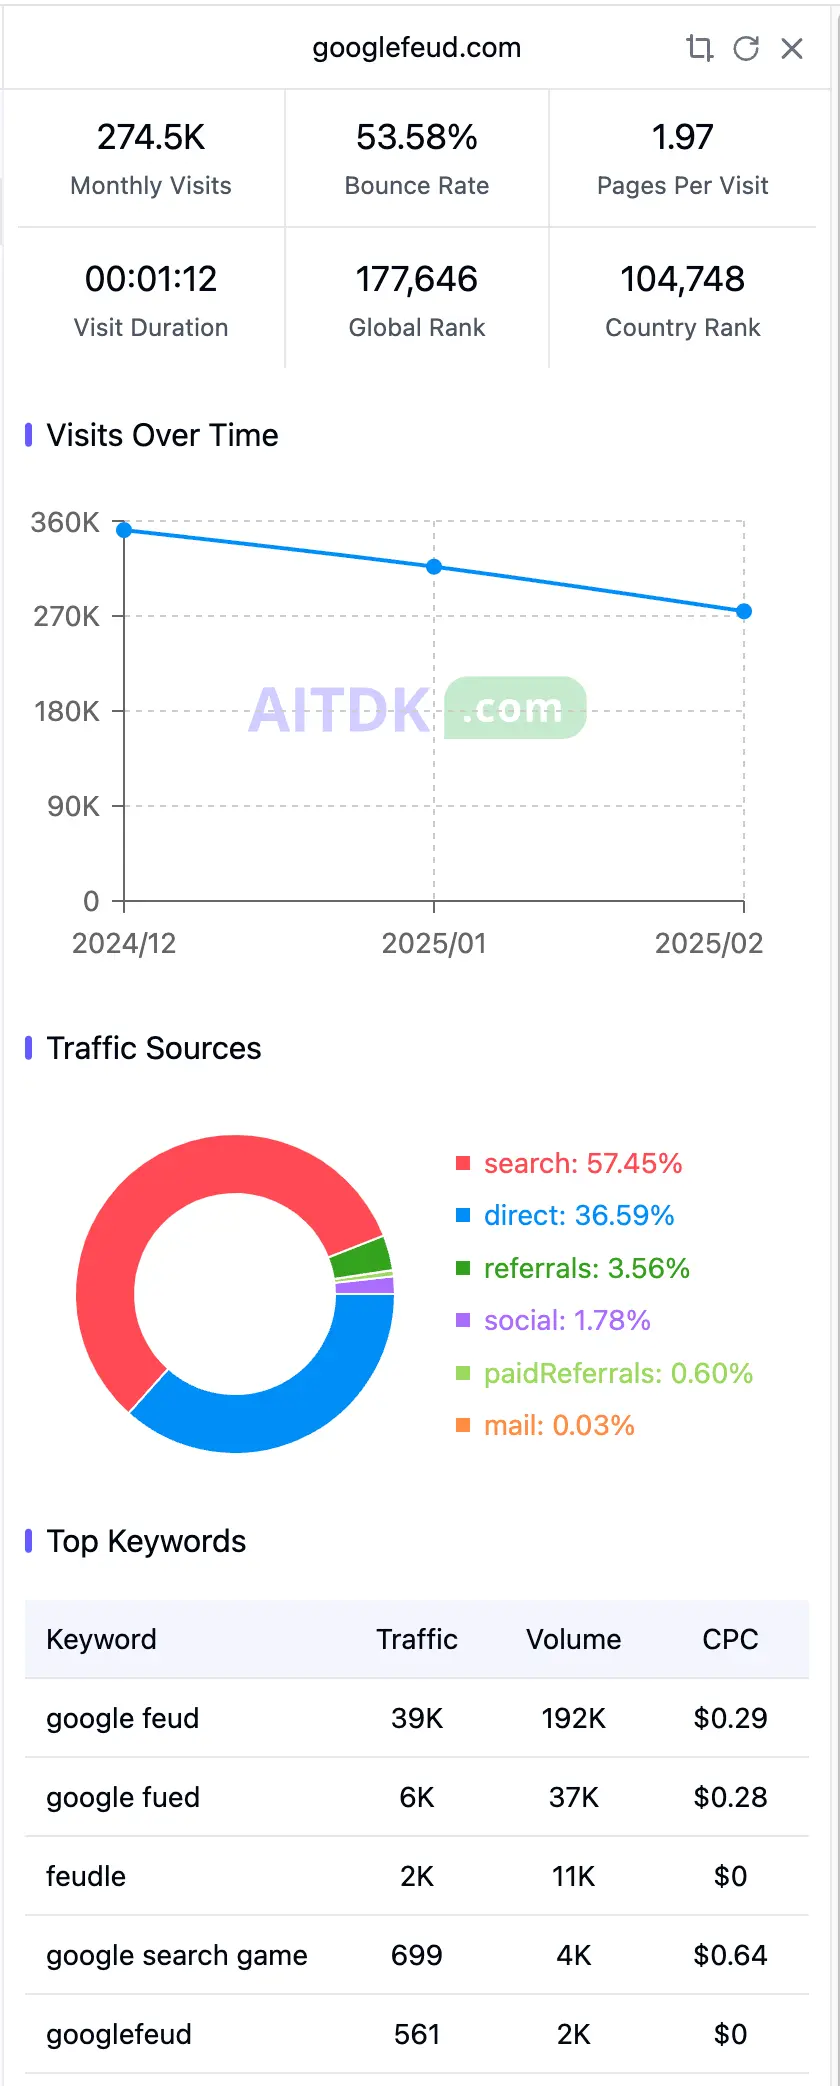 googlefeud.com
274.5K 53.58% 1.97
Monthly Visits Bounce Rate Pages Per Visit
00:01:12 177,646 104,748
Visit Duration Global Rank Country Rank
Visits Over Time
360K
270K
180K
AITDK .com
90K
0
2024/12 2025/01 2025/02
Traffic Sources
search: 57.45%
direct: 36.59%
referrals: 3.56%
social: 1.78%
paidReferrals: 0.60%
mail: 0.03%
Top Keywords
Keyword Traffic Volume CPC
google feud 39K 192K $0.29
google fued 6K 37K $0.28
feudle 2K 11K $0
google search game 699 4K $0.64
googlefeud 561 2K $0